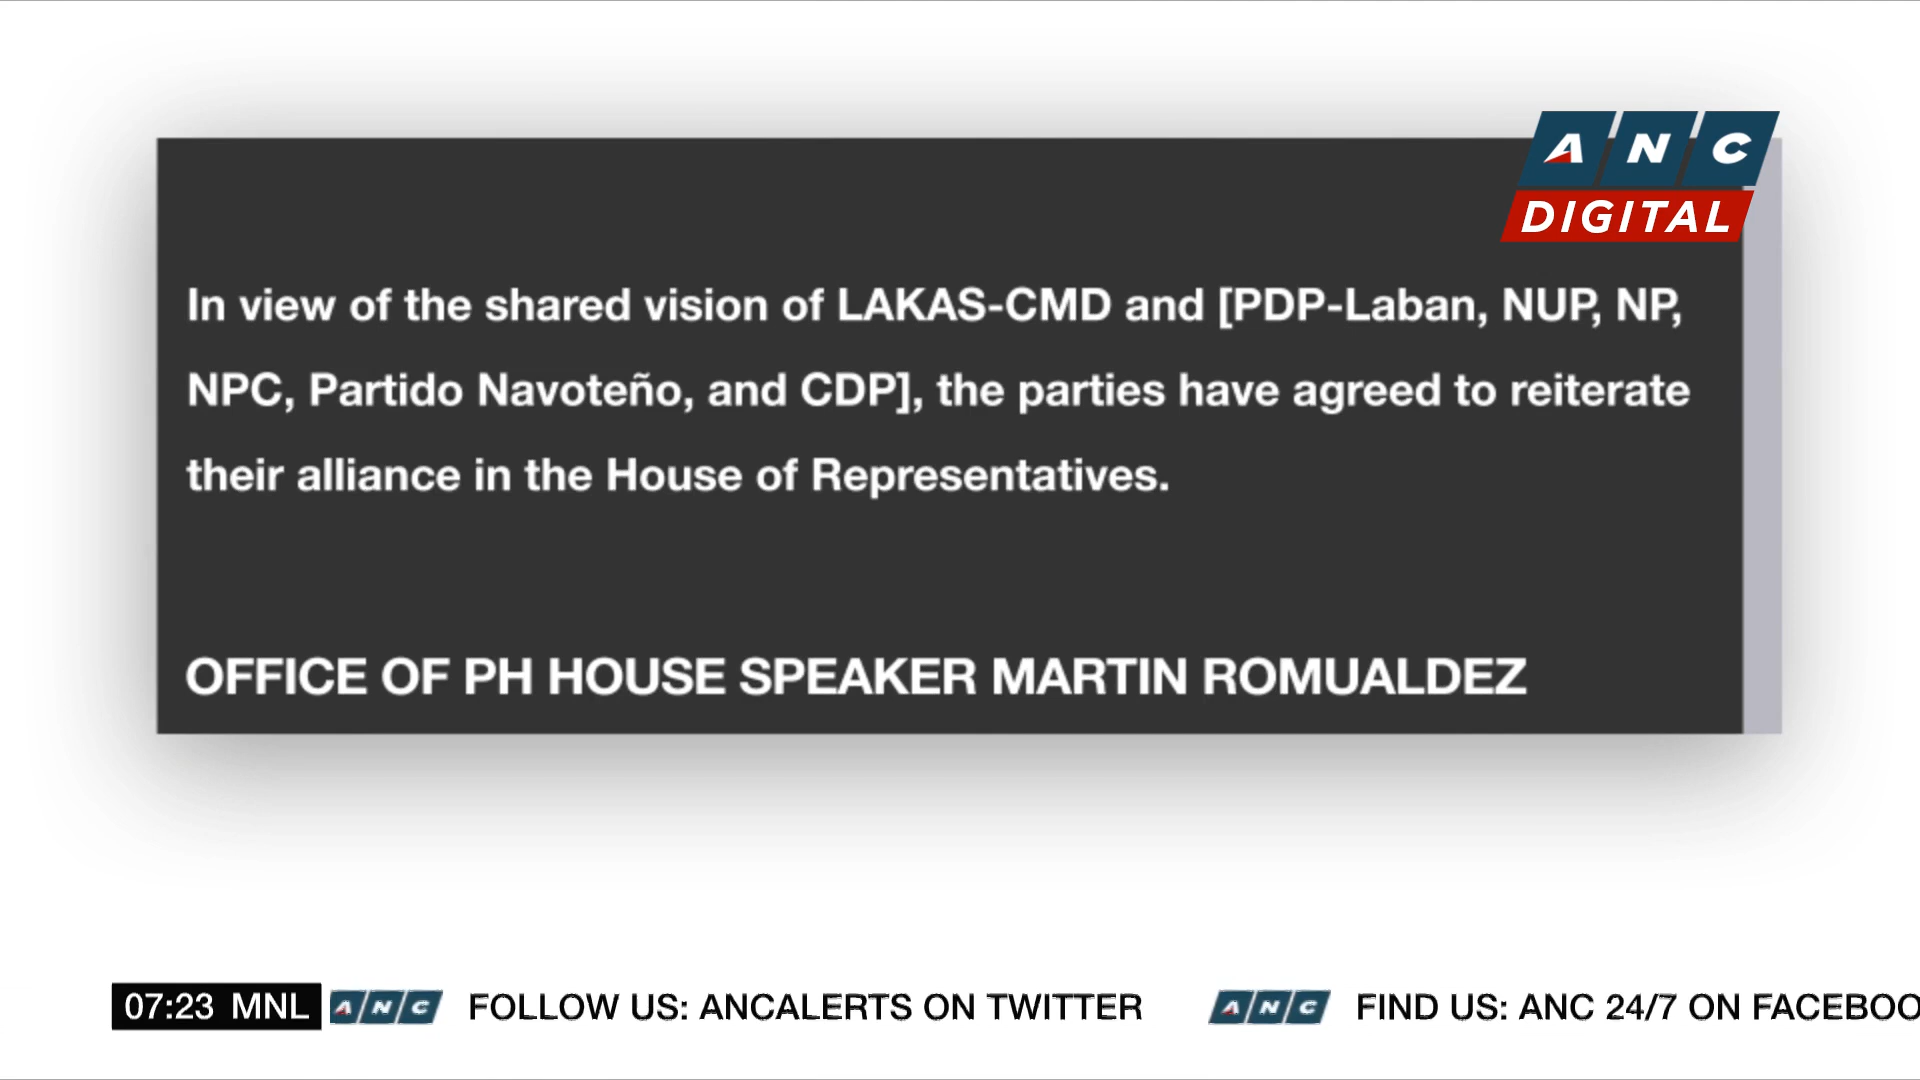 ANC
DIGITAL
In view of the shared vision of LAKAS-CMD and [PDP-Laban, NUP, NP,
NPC, Partido Navoteño, and CDP], the parties have agreed to reiterate
their alliance in the House of Representatives.
OFFICE OF PH HOUSE SPEAKER MARTIN ROMUALDEZ
07:23 MNL ANC FOLLOW US: ANCALERTS ON TWITTER ANC FIND US: ANC 24/7 ON FACEBOO